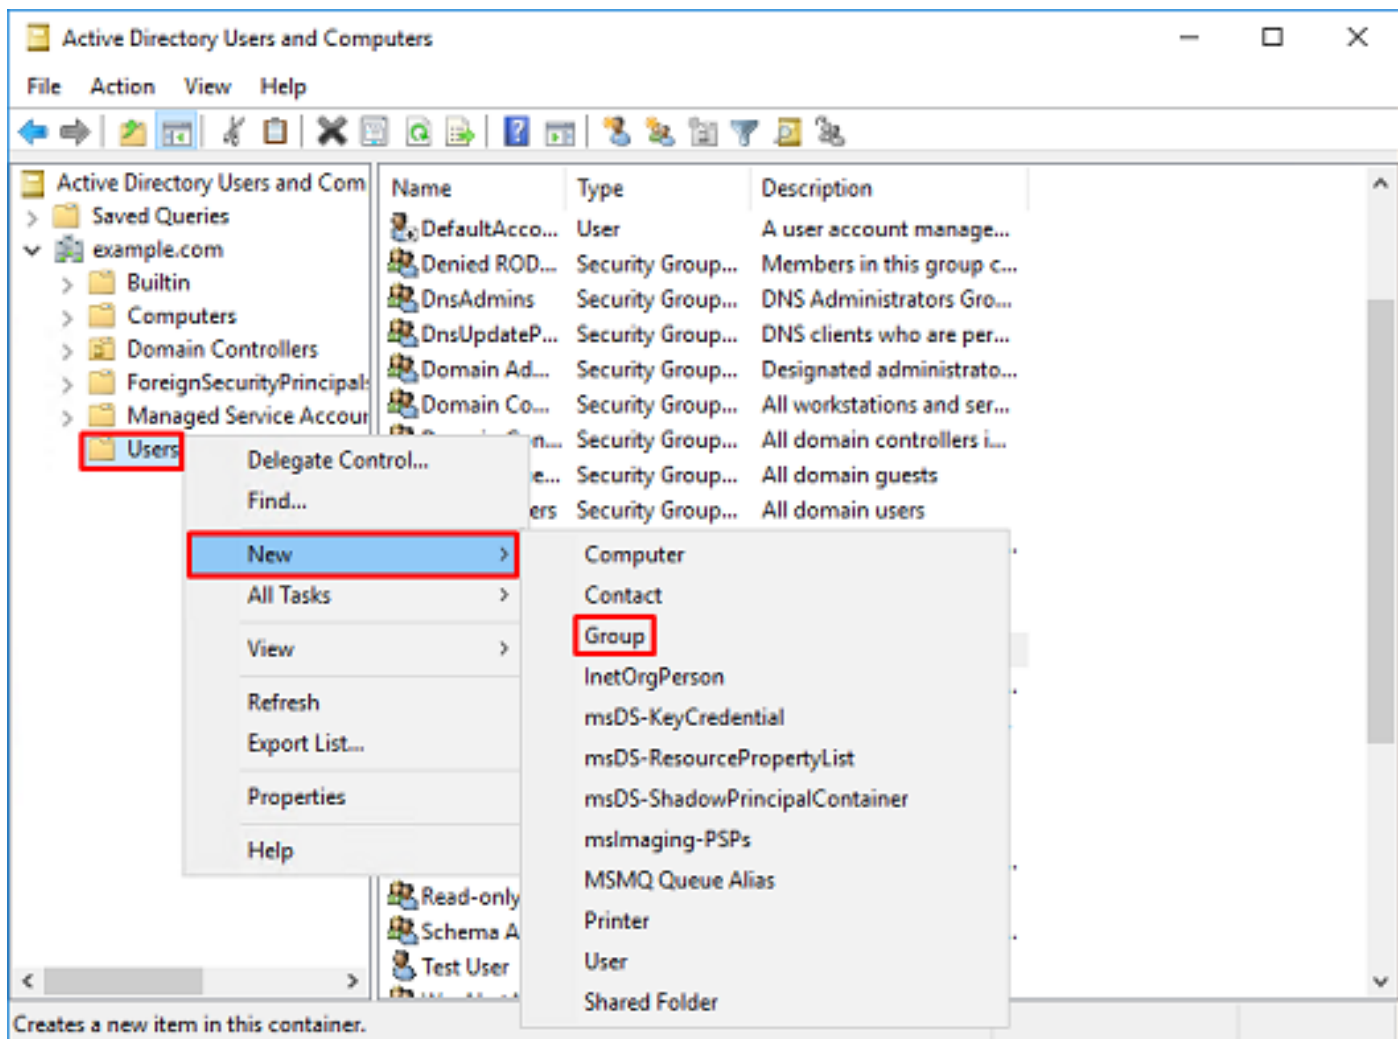 Active Directory Users and Computers
File Action View Help
Active Directory Users and Com
Saved Queries
example.com
Builtin
Computers
Domain Controllers
ForeignSecurityPrincipals
Managed Service Accour
Users
Name Type Description
DefaultAcco... User A user account manage...
Denied ROD... Security Group... Members in this group c...
DnsAdmins Security Group... DNS Administrators Gro...
DnsUpdateP... Security Group... DNS clients who are per...
Domain Ad... Security Group... Designated administrato...
Domain Co... Security Group... All workstations and ser...
n... Security Group... All domain controllers i...
e... Security Group... All domain guests
ers Security Group... All domain users
Delegate Control...
Find...
New
All Tasks
View
Refresh
Export List...
Properties
Help
Computer
Contact
Group
InetOrgPerson
msDS-KeyCredential
msDS-ResourcePropertyList
msDS-ShadowPrincipalContainer
msImaging-PSPs
MSMQ Queue Alias
Printer
User
Shared Folder
Read-only
Schema A
Test User
Creates a new item in this container.